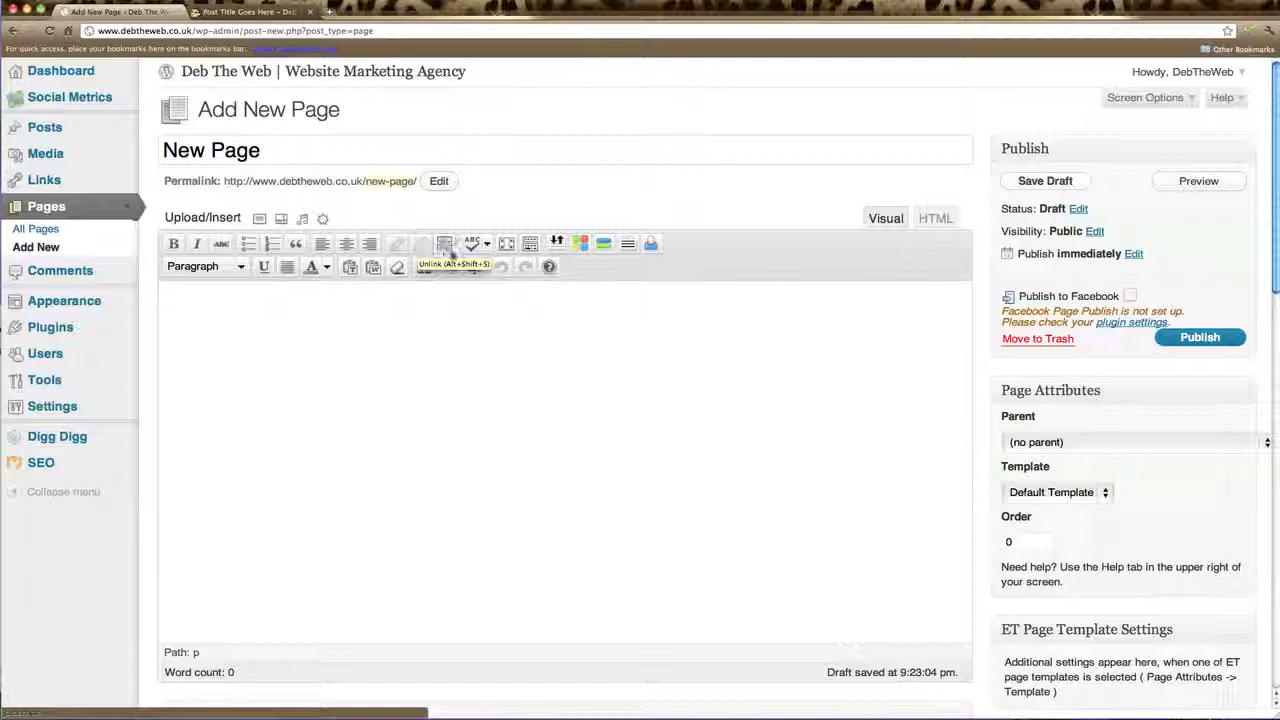 Add New Page ‹ Deb The W
Post Title Goes Here – Deb
www.debtheweb.co.uk/wp-admin/post-new.php?post_type=page
For quick access, place your bookmarks here on the bookmarks bar.
Other Bookmarks
Deb The Web | Website Marketing Agency
Howdy, DebTheWeb
Screen Options
Help
Dashboard
Social Metrics
Posts
Media
Links
Pages
All Pages
Add New
Comments
Appearance
Plugins
Users
Tools
Settings
Digg Digg
SEO
Collapse menu
Add New Page
New Page
Permalink: http://www.debtheweb.co.uk/new-page/ Edit
Upload/Insert
Visual HTML
B I ABC ABC
Paragraph U A
Unlink (Alt+Shift+S)
Path: p
Word count: 0
Draft saved at 9:23:04 pm.
Publish
Save Draft Preview
Status: Draft Edit
Visibility: Public Edit
Publish immediately Edit
Publish to Facebook
Facebook Page Publish is not set up.
Please check your plugin settings.
Move to Trash Publish
Page Attributes
Parent
(no parent)
Template
Default Template
Order
0
Need help? Use the Help tab in the upper right of
your screen.
ET Page Template Settings
Additional settings appear here, when one of ET
page templates is selected ( Page Attributes ->
Template )